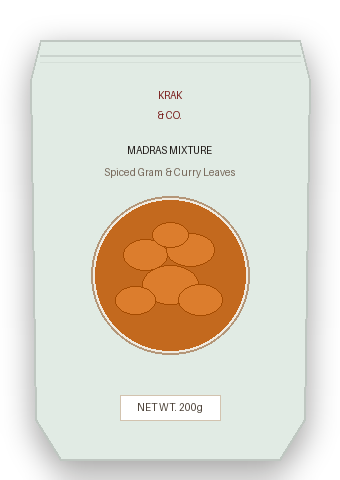 KRAK
& CO.
MADRAS MIXTURE
Spiced Gram & Curry Leaves
NET WT. 200g